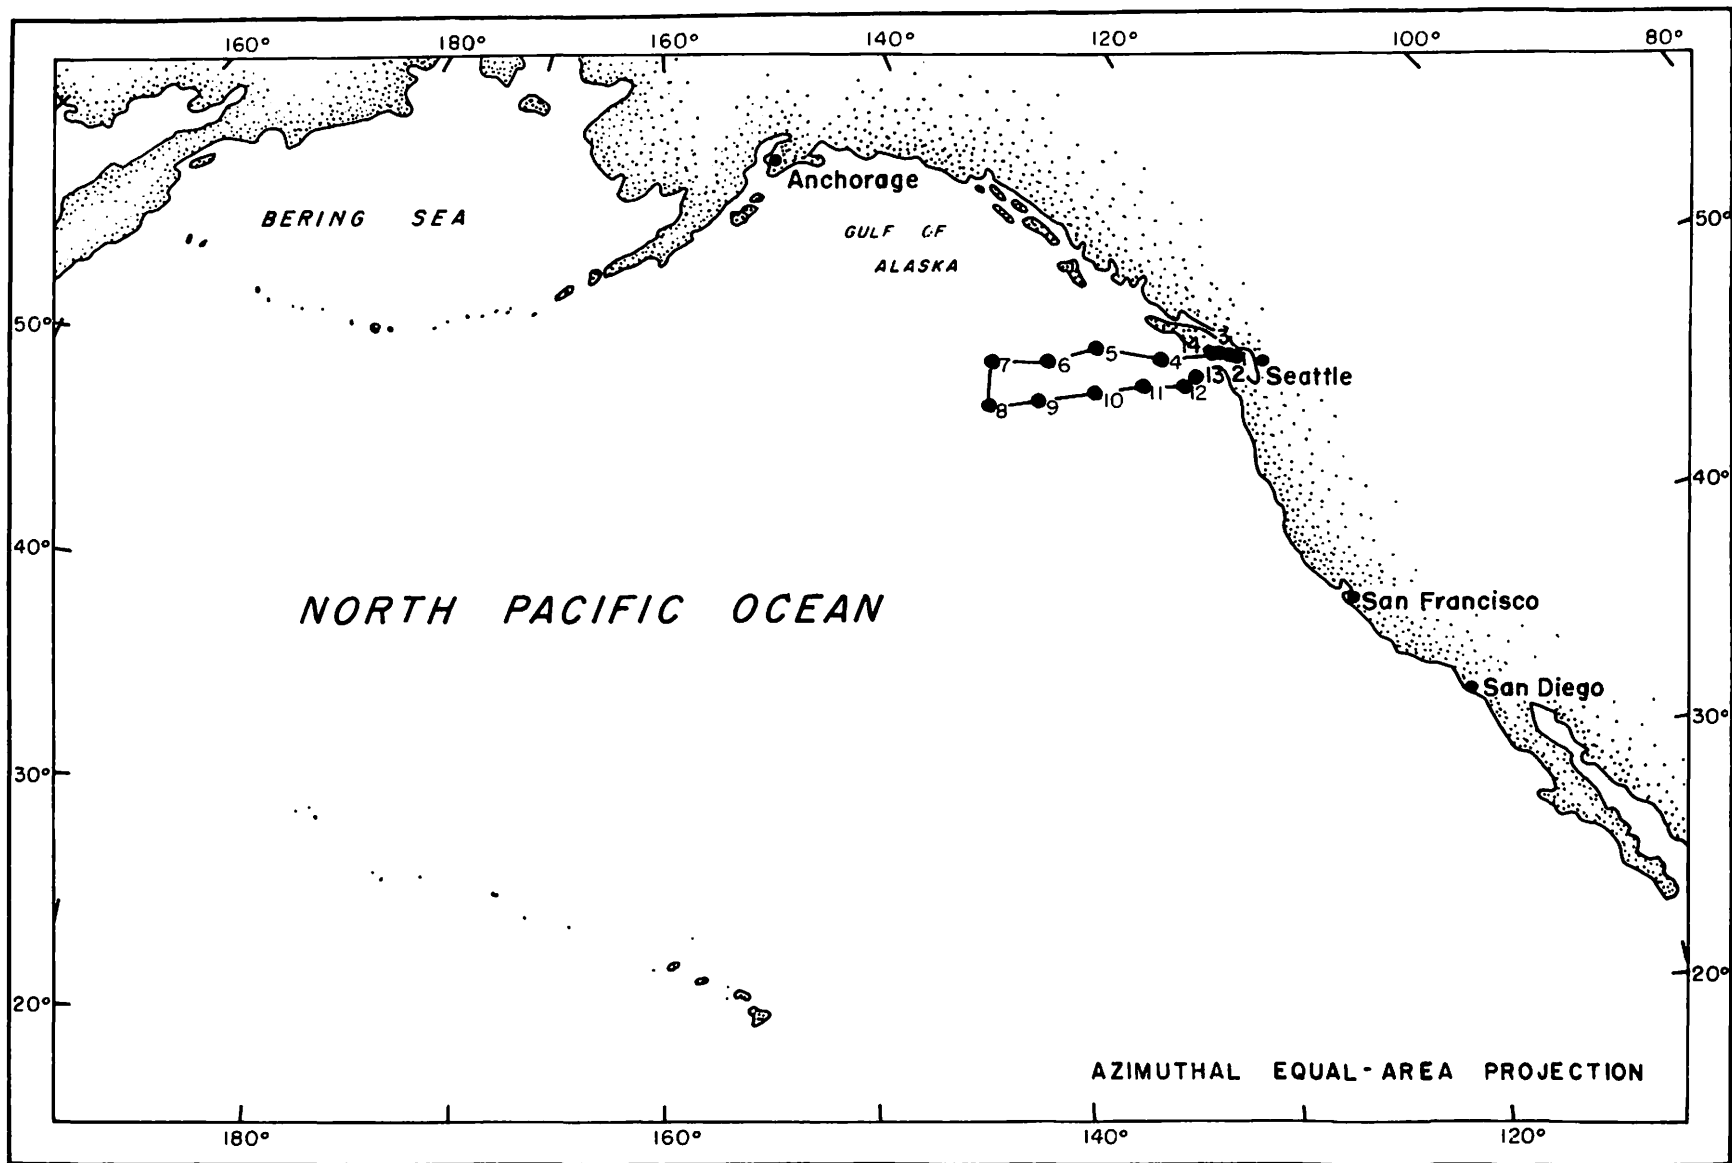 160° 180° 160° 140° 120° 100° 80°
Anchorage
BERING SEA
GULF OF
ALASKA
50°
50°
3
14
7 6 5 4 1
Seattle
13 2
8 9 10 11 12
40°
40°
NORTH PACIFIC OCEAN
San Francisco
San Diego
30°
30°
20°
20°
AZIMUTHAL EQUAL-AREA PROJECTION
180° 160° 140° 120°